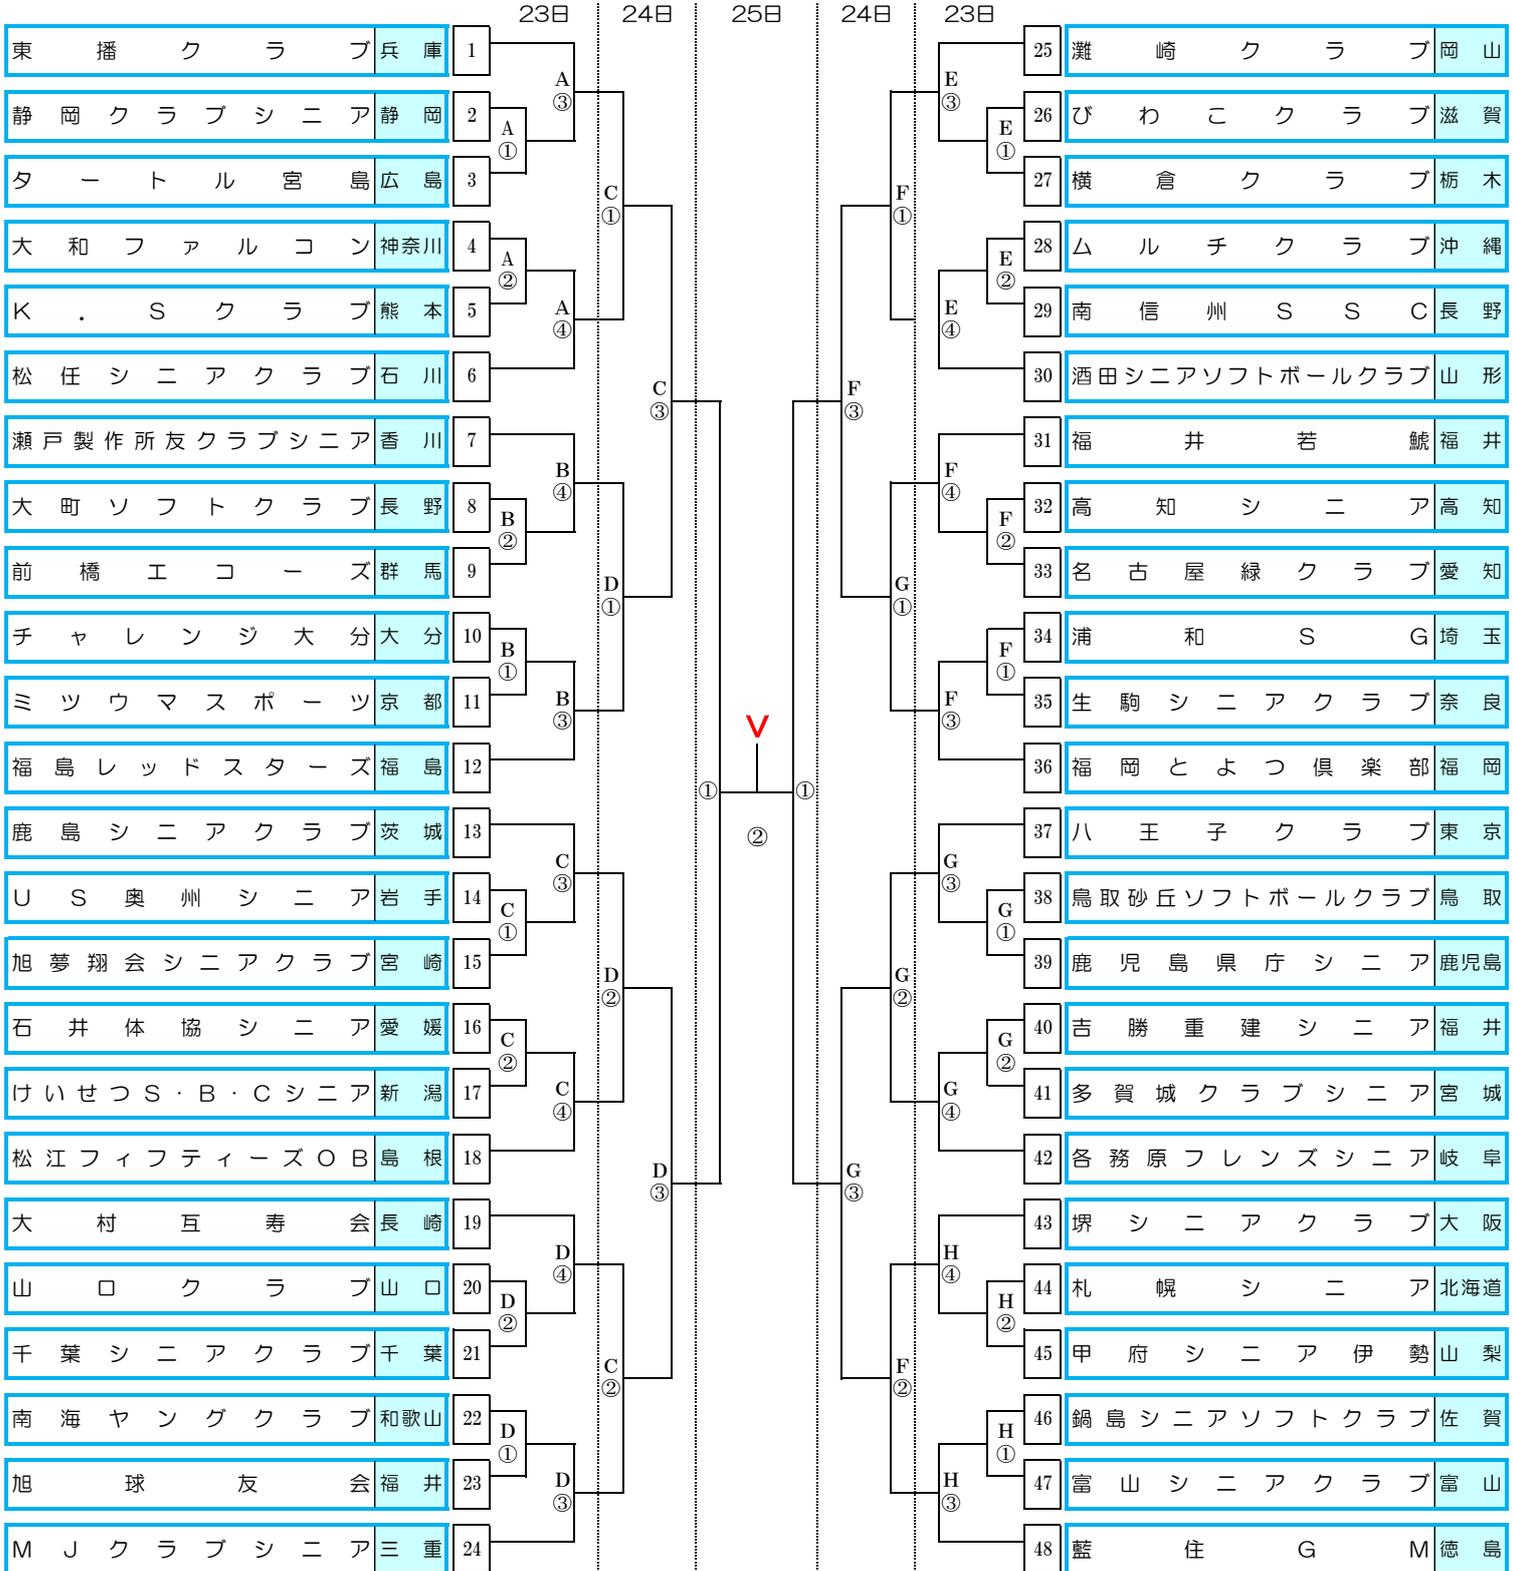 23日 24日 25日 24日 23日
東播クラブ 兵庫 1
静岡クラブシニア 静岡 2
タートル宮島 広島 3
大和ファルコン 神奈川 4
K.Sクラブ 熊本 5
松任シニアクラブ 石川 6
瀬戸製作所友クラブシニア 香川 7
大町ソフトクラブ 長野 8
前橋エコーズ 群馬 9
チャレンジ大分 大分 10
ミツウマスポーツ 京都 11
福島レッドスターズ 福島 12
鹿島シニアクラブ 茨城 13
US奥州シニア 岩手 14
旭夢翔会シニアクラブ 宮崎 15
石井体協シニア 愛媛 16
けいせつS・B・Cシニア 新潟 17
松江フィフティーズOB 島根 18
大村互寿会 長崎 19
山口クラブ 山口 20
千葉シニアクラブ 千葉 21
南海ヤングクラブ 和歌山 22
旭球友会 福井 23
MJクラブシニア 三重 24
A③
A①
A②
A④
B④
B②
B①
B③
C③
C①
C②
C④
D④
D②
D①
D③
C①
D①
D②
C②
C③
D③
①
V
②
①
F③
G③
F①
G①
G②
F②
E③
E①
E②
E④
F④
F②
F①
F③
G③
G①
G②
G④
H④
H②
H①
H③
25 灘崎クラブ 岡山
26 びわこクラブ 滋賀
27 横倉クラブ 栃木
28 ムルチクラブ 沖縄
29 南信州SSC 長野
30 酒田シニアソフトボールクラブ 山形
31 福井若鯱 福井
32 高知シニア 高知
33 名古屋緑クラブ 愛知
34 浦和SG 埼玉
35 生駒シニアクラブ 奈良
36 福岡とよつ倶楽部 福岡
37 八王子クラブ 東京
38 鳥取砂丘ソフトボールクラブ 鳥取
39 鹿児島県庁シニア 鹿児島
40 吉勝重建シニア 福井
41 多賀城クラブシニア 宮城
42 各務原フレンズシニア 岐阜
43 堺シニアクラブ 大阪
44 札幌シニア 北海道
45 甲府シニア伊勢 山梨
46 鍋島シニアソフトクラブ 佐賀
47 富山シニアクラブ 富山
48 藍住GM 徳島